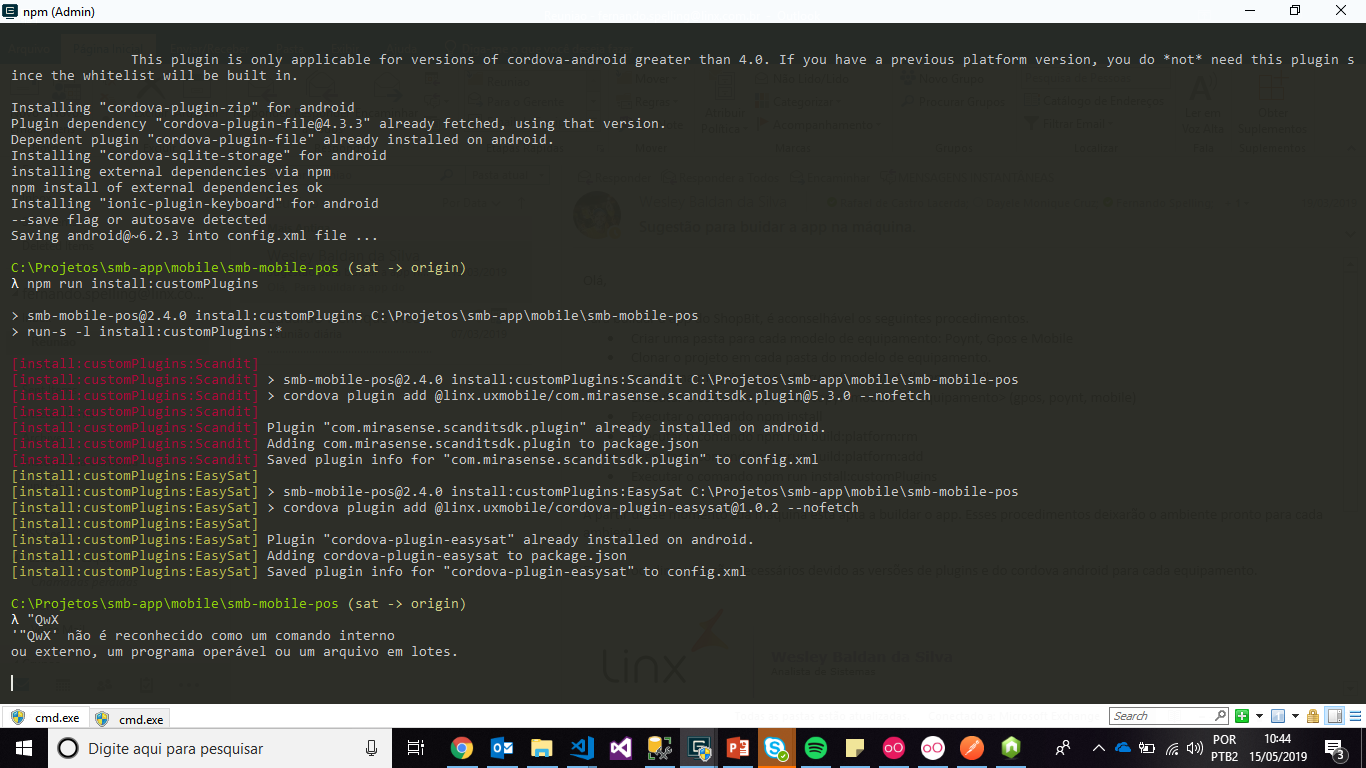 npm (Admin)
This plugin is only applicable for versions of cordova-android greater than 4.0. If you have a previous platform version, you do *not* need this plugin s
ince the whitelist will be built in.
Installing "cordova-plugin-zip" for android
Plugin dependency "cordova-plugin-file@4.3.3" already fetched, using that version.
Dependent plugin "cordova-plugin-file" already installed on android.
Installing "cordova-sqlite-storage" for android
installing external dependencies via npm
npm install of external dependencies ok
Installing "ionic-plugin-keyboard" for android
--save flag or autosave detected
Saving android@~6.2.3 into config.xml file ...
Sugestão para buildar a app na maquina
C:\Projetos\smb-app\mobile\smb-mobile-pos (sat -> origin)
λ npm run install:customPlugins
> smb-mobile-pos@2.4.0 install:customPlugins C:\Projetos\smb-app\mobile\smb-mobile-pos
> run-s -l install:customPlugins:*
[install:customPlugins:Scandit]
[install:customPlugins:Scandit] > smb-mobile-pos@2.4.0 install:customPlugins:Scandit C:\Projetos\smb-app\mobile\smb-mobile-pos
[install:customPlugins:Scandit] > cordova plugin add @linx.uxmobile/com.mirasense.scanditsdk.plugin@5.3.0 --nofetch
[install:customPlugins:Scandit]
[install:customPlugins:Scandit] Plugin "com.mirasense.scanditsdk.plugin" already installed on android.
[install:customPlugins:Scandit] Adding com.mirasense.scanditsdk.plugin to package.json
[install:customPlugins:Scandit] Saved plugin info for "com.mirasense.scanditsdk.plugin" to config.xml
[install:customPlugins:EasySat]
[install:customPlugins:EasySat] > smb-mobile-pos@2.4.0 install:customPlugins:EasySat C:\Projetos\smb-app\mobile\smb-mobile-pos
[install:customPlugins:EasySat] > cordova plugin add @linx.uxmobile/cordova-plugin-easysat@1.0.2 --nofetch
[install:customPlugins:EasySat]
[install:customPlugins:EasySat] Plugin "cordova-plugin-easysat" already installed on android.
[install:customPlugins:EasySat] Adding cordova-plugin-easysat to package.json
[install:customPlugins:EasySat] Saved plugin info for "cordova-plugin-easysat" to config.xml
C:\Projetos\smb-app\mobile\smb-mobile-pos (sat -> origin)
λ "QwX
'"QwX' não é reconhecido como um comando interno
ou externo, um programa operável ou um arquivo em lotes.
linx
cmd.exe
cmd.exe
Search
Digite aqui para pesquisar
POR
PTB2
10:44
15/05/2019
3